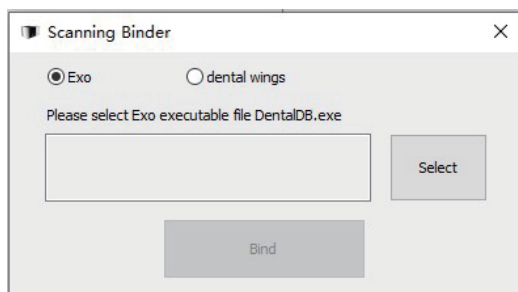 Scanning Binder
Exo dental wings
Please select Exo executable file DentalDB.exe
Select
Bind